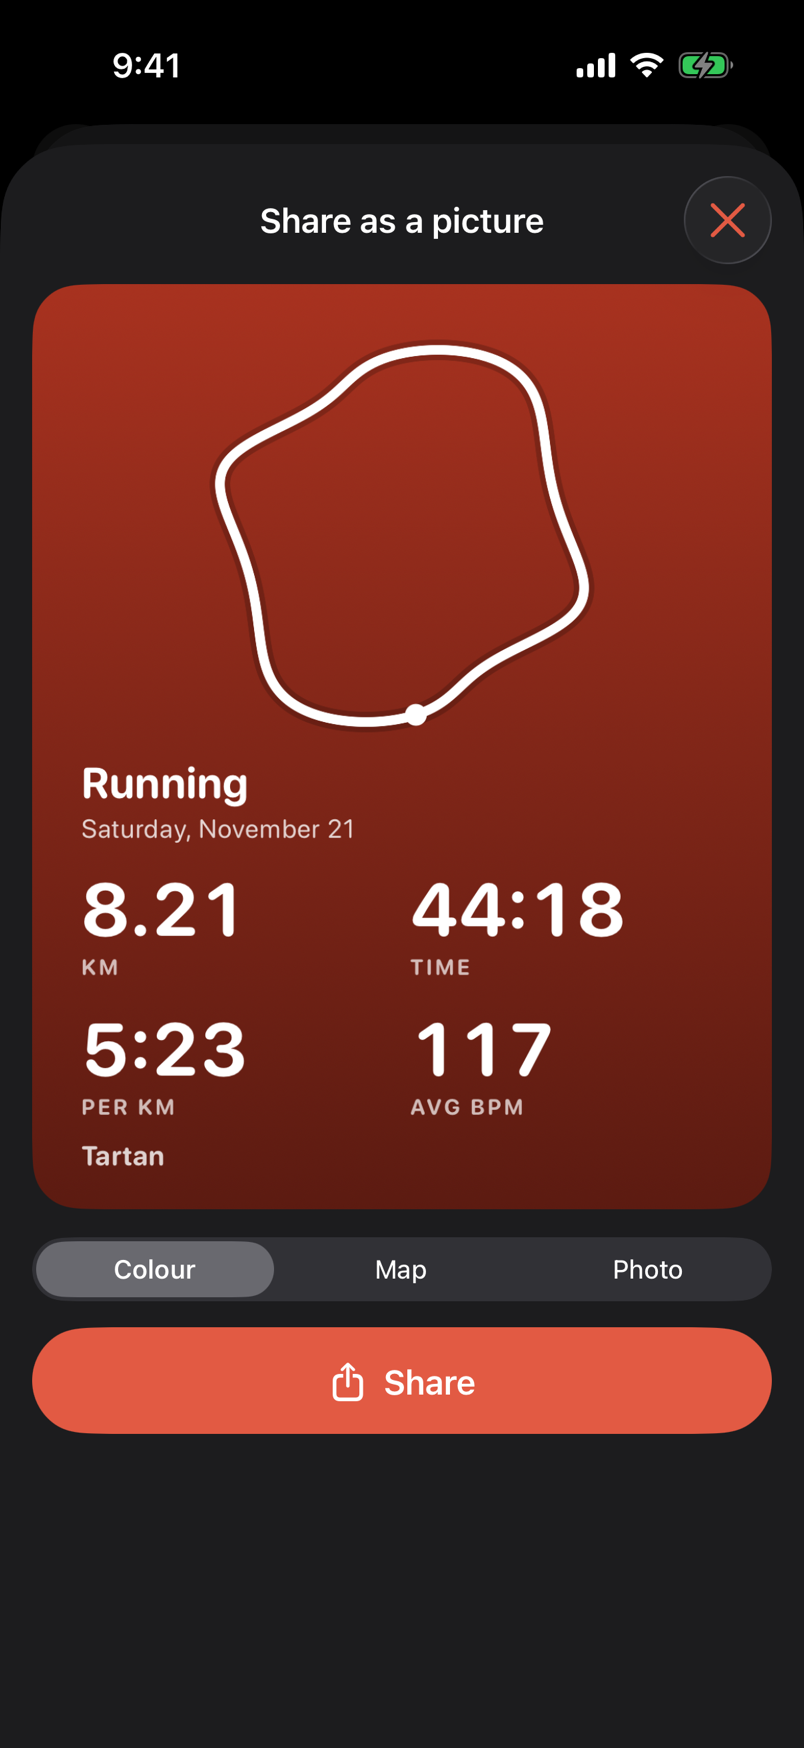 9:41
Share as a picture
Running
Saturday, November 21
8.21
KM
44:18
TIME
5:23
PER KM
117
AVG BPM
Tartan
Colour
Map
Photo
Share